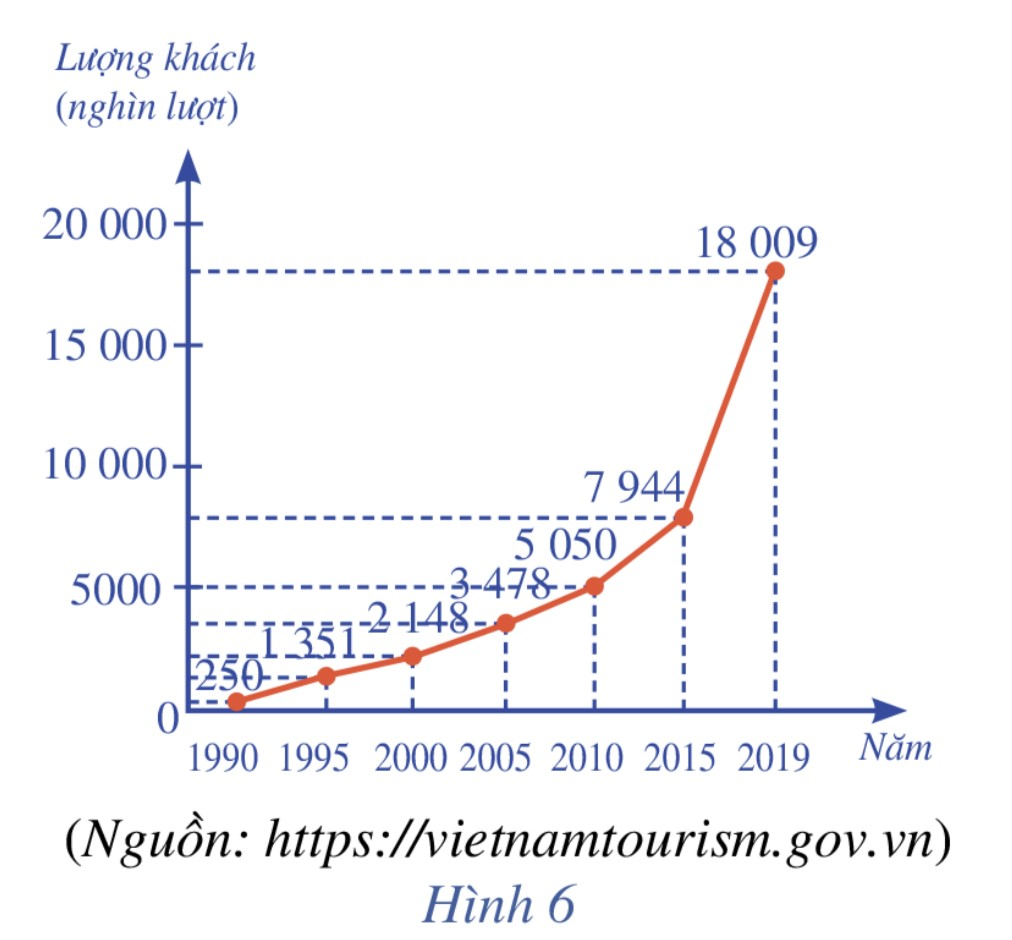 Lượng khách
(nghìn lượt)
20 000
18 009
15 000
10 000
7 944
5 050
5000
3 478
2 148
1 351
250
0
1990 1995 2000 2005 2010 2015 2019 Năm
(Nguồn: https://vietnamtourism.gov.vn)
Hình 6